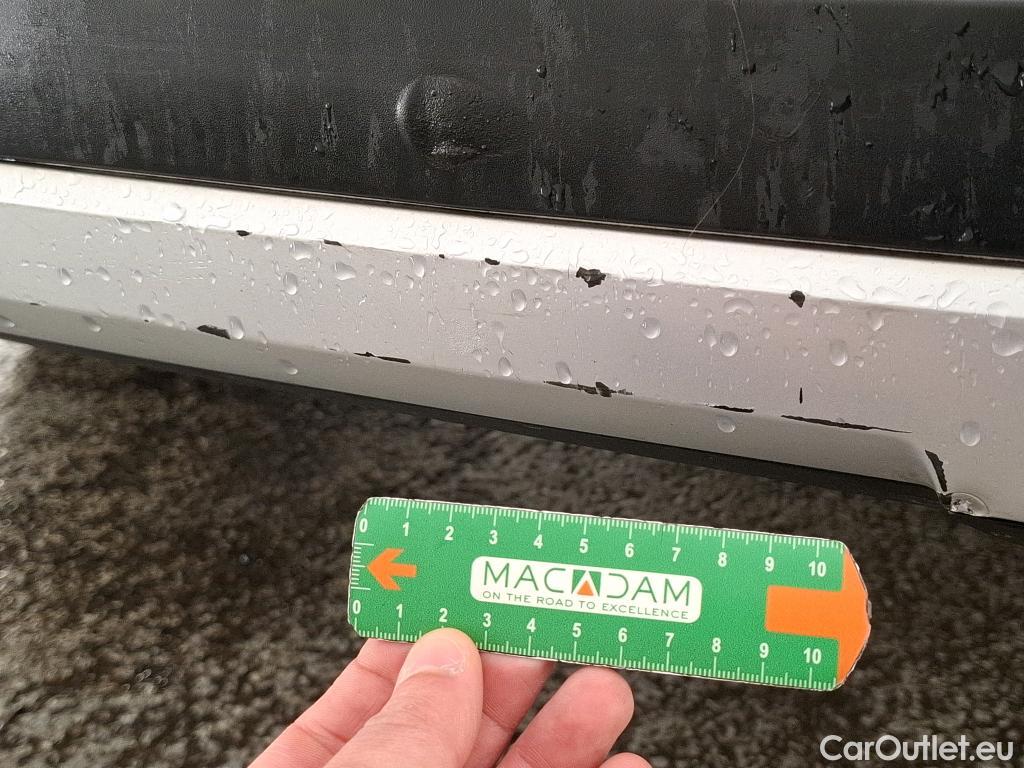 0 1 2 3 4 5 6 7 8 9 10
MACADAM
ON THE ROAD TO EXCELLENCE
0 1 2 3 4 5 6 7 8 9 10
CarOutlet.eu